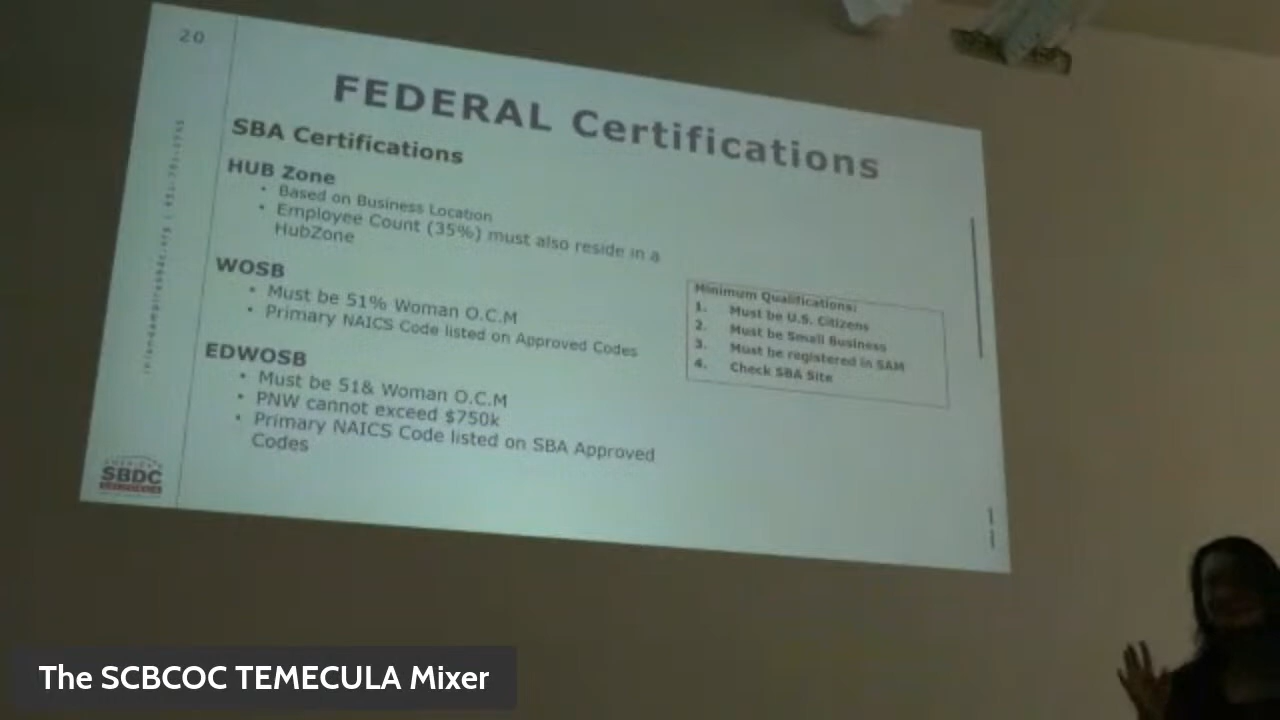 20
FEDERAL Certifications
SBA Certifications
HUB Zone
• Based on Business Location
• Employee Count (35%) must also reside in a
HubZone
WOSB
• Must be 51% Woman O.C.M
• Primary NAICS Code listed on Approved Codes
EDWOSB
• Must be 51& Woman O.C.M
• PNW cannot exceed $750k
• Primary NAICS Code listed on SBA Approved
Codes
Minimum Qualifications:
1. Must be U.S. Citizens
2. Must be Small Business
3. Must be registered in SAM
4. Check SBA Site
SBDC
The SCBCOC TEMECULA Mixer